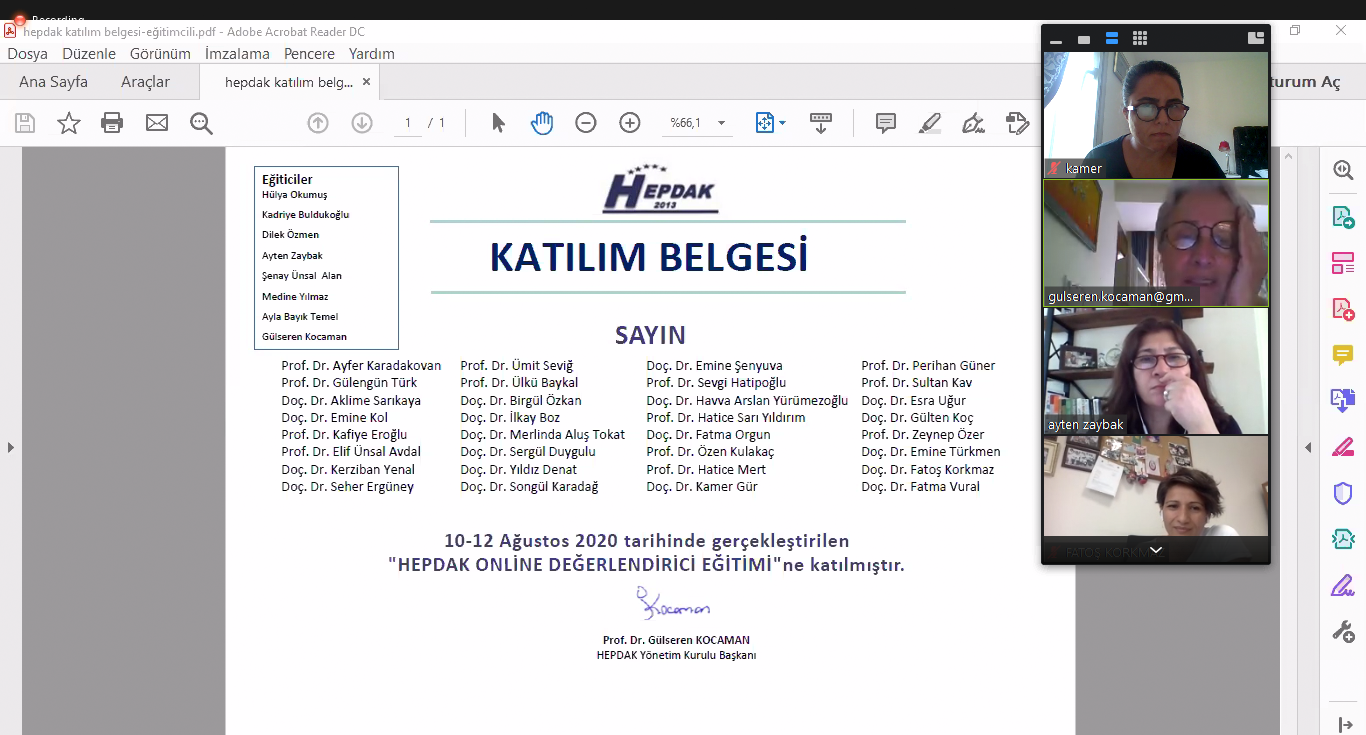 Recording
hepdak katılım belgesi-eğitimcili.pdf - Adobe Acrobat Reader DC
Dosya Düzenle Görünüm İmzalama Pencere Yardım
Ana Sayfa Araçlar hepdak katılım belg... × turum Aç
1 / 1 %66,1
Eğiticiler
Hülya Okumuş
Kadriye Buldukoğlu
Dilek Özmen
Ayten Zaybak
Şenay Ünsal Alan
Medine Yılmaz
Ayla Bayık Temel
Gülseren Kocaman
HEPDAK
2013
KATILIM BELGESİ
SAYIN
Prof. Dr. Ayfer Karadakovan Prof. Dr. Ümit Seviğ Doç. Dr. Emine Şenyuva Prof. Dr. Perihan Güner
Prof. Dr. Gülengün Türk Prof. Dr. Ülkü Baykal Prof. Dr. Sevgi Hatipoğlu Prof. Dr. Sultan Kav
Doç. Dr. Aklime Sarıkaya Doç. Dr. Birgül Özkan Doç. Dr. Havva Arslan Yürümezoğlu Doç. Dr. Esra Uğur
Doç. Dr. Emine Kol Doç. Dr. İlkay Boz Prof. Dr. Hatice Sarı Yıldırım Doç. Dr. Gülten Koç
Prof. Dr. Kafiye Eroğlu Doç. Dr. Merlinda Aluş Tokat Doç. Dr. Fatma Orgun Prof. Dr. Zeynep Özer
Prof. Dr. Elif Ünsal Avdal Doç. Dr. Sergül Duygulu Prof. Dr. Özen Kulakaç Doç. Dr. Emine Türkmen
Doç. Dr. Kerziban Yenal Doç. Dr. Yıldız Denat Prof. Dr. Hatice Mert Doç. Dr. Fatoş Korkmaz
Doç. Dr. Seher Ergüney Doç. Dr. Songül Karadağ Doç. Dr. Kamer Gür Doç. Dr. Fatma Vural
10-12 Ağustos 2020 tarihinde gerçekleştirilen
"HEPDAK ONLİNE DEĞERLENDİRİCİ EĞİTİMİ"ne katılmıştır.
Kocaman
Prof. Dr. Gülseren KOCAMAN
HEPDAK Yönetim Kurulu Başkanı
kamer
gulseren.kocaman@gm...
ayten zaybak
FATOŞ KORKM